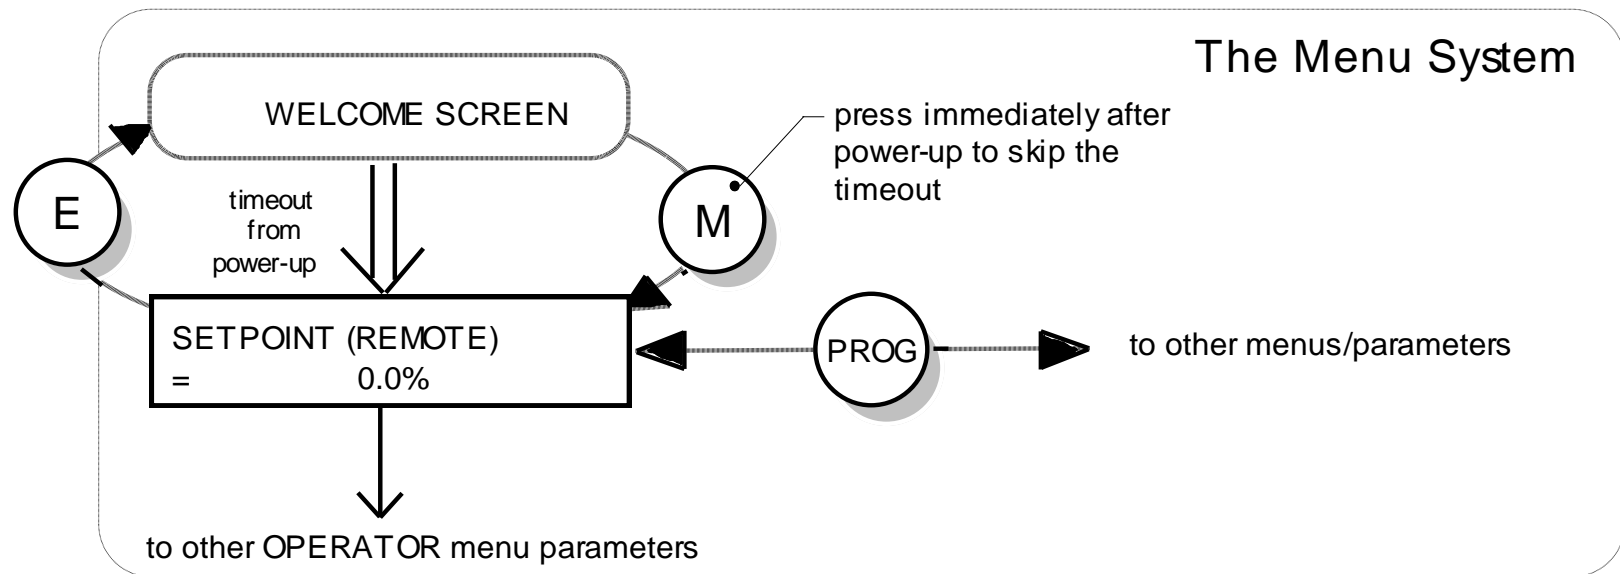 The Menu System
WELCOME SCREEN
press immediately after
power-up to skip the
timeout
E
timeout
from
power-up
M
SETPOINT (REMOTE)
= 0.0%
PROG
to other menus/parameters
to other OPERATOR menu parameters